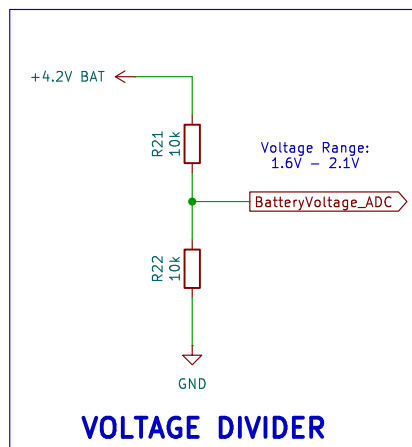 +4.2V BAT
R21
10k
Voltage Range:
1.6V - 2.1V
BatteryVoltage_ADC
R22
10k
GND
VOLTAGE DIVIDER